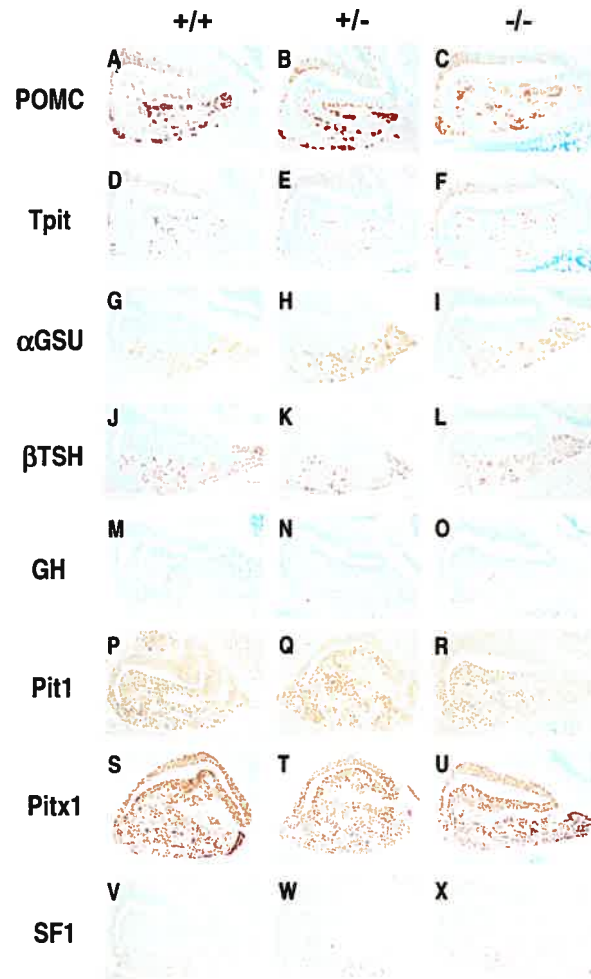 +/+ +/- -/-
POMC A B C
Tpit D E F
αGSU G H I
βTSH J K L
GH M N O
Pit1 P Q R
Pitx1 S T U
SF1 V W X